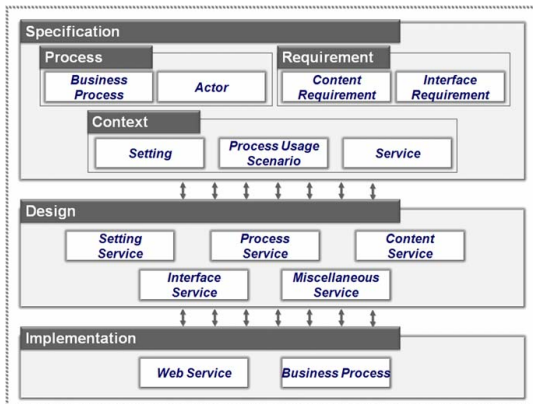 Specification
Process
Requirement
Business
Process
Actor
Content
Requirement
Interface
Requirement
Context
Setting
Process Usage
Scenario
Service
Design
Setting
Service
Process
Service
Content
Service
Interface
Service
Miscellaneous
Service
Implementation
Web Service
Business Process